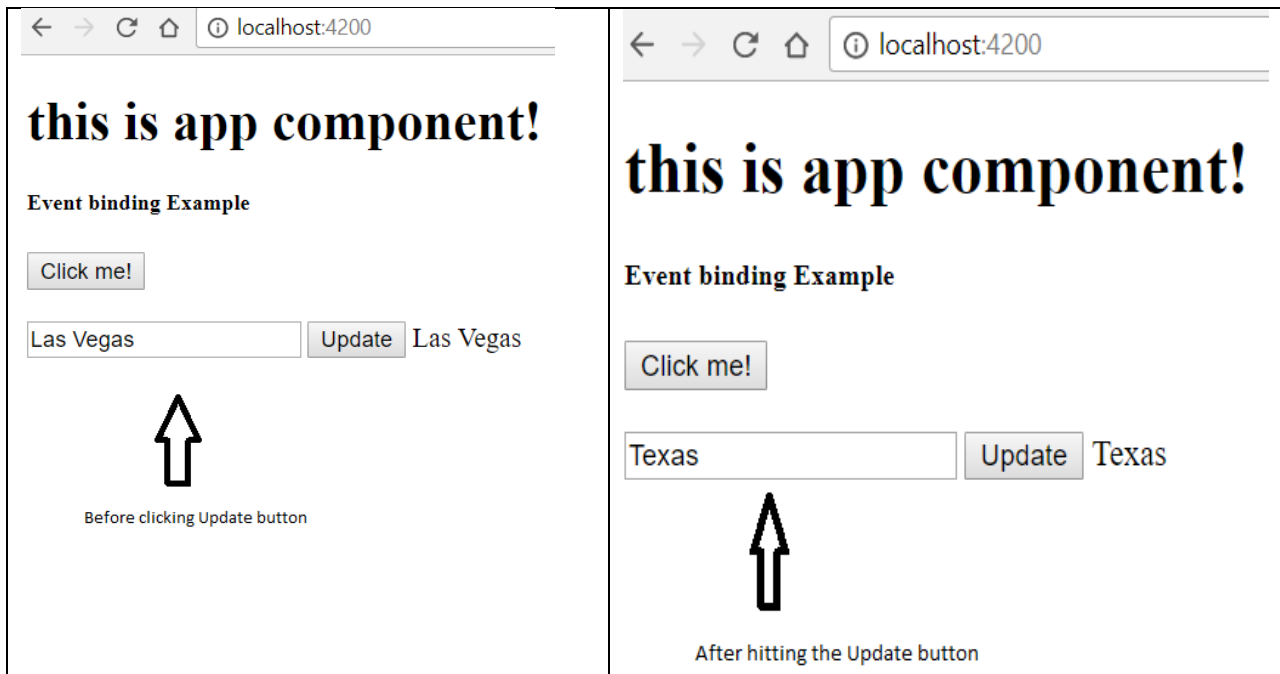 localhost:4200
this is app component!
Event binding Example
Click me!
Las Vegas Update Las Vegas
Before clicking Update button
localhost:4200
this is app component!
Event binding Example
Click me!
Texas Update Texas
After hitting the Update button